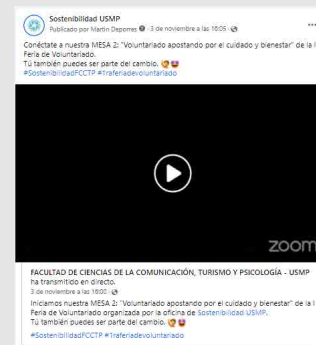 Sostenibilidad USMP
Publicado por Martin Deporres · 3 de noviembre a las 16:05 ·
Conéctate a nuestra MESA 2: "Voluntariado apostando por el cuidado y bienestar" de la I
Feria de Voluntariado.
Tú también puedes ser parte del cambio.
#SostenibilidadFCCTP #1raferiadevoluntariado
zoom
FACULTAD DE CIENCIAS DE LA COMUNICACIÓN, TURISMO Y PSICOLOGÍA - USMP
ha transmitido en directo.
3 de noviembre a las 16:00 ·
Iniciamos nuestra MESA 2: "Voluntariado apostando por el cuidado y bienestar" de la I
Feria de Voluntariado organizada por la oficina de Sostenibilidad USMP.
Tú también puedes ser parte del cambio.
#SostenibilidadFCCTP #1raferiadevoluntariado